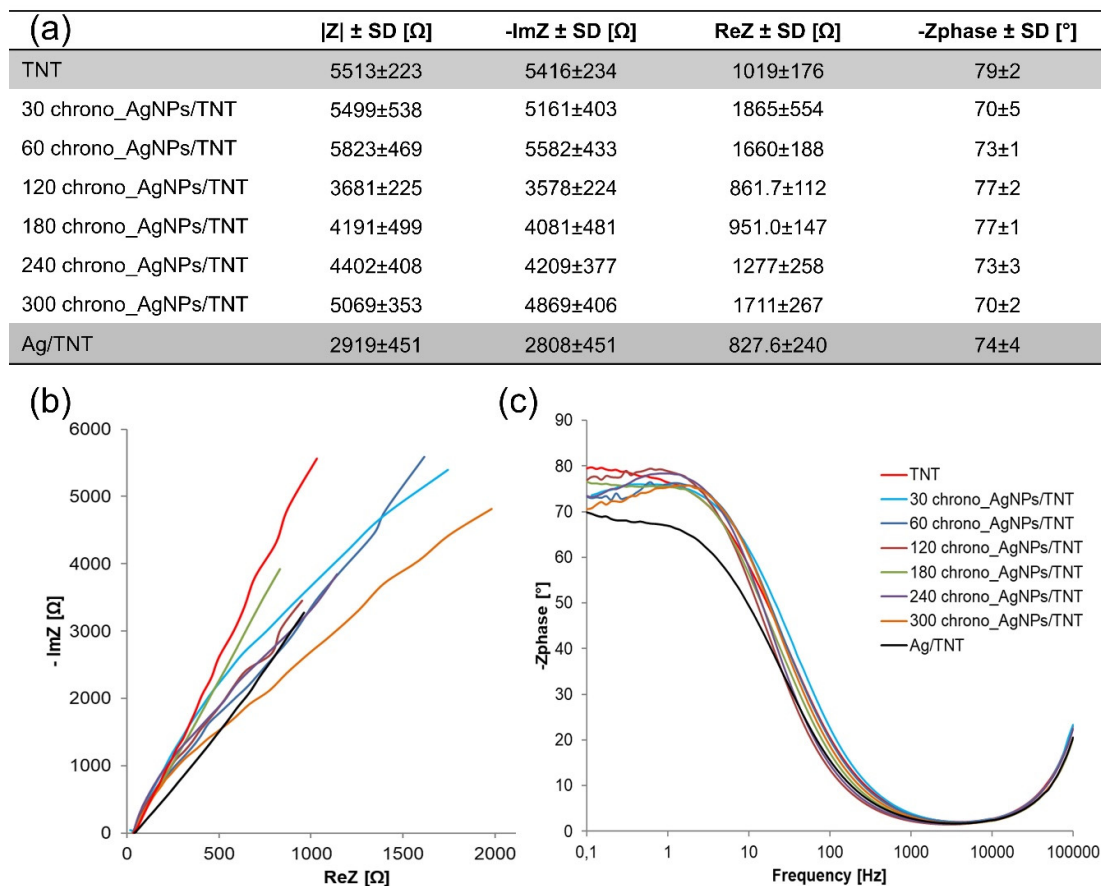 (a) |Z| ± SD [Ω] -ImZ ± SD [Ω] ReZ ± SD [Ω] -Zphase ± SD [°]
TNT 5513±223 5416±234 1019±176 79±2
30 chrono_AgNPs/TNT 5499±538 5161±403 1865±554 70±5
60 chrono_AgNPs/TNT 5823±469 5582±433 1660±188 73±1
120 chrono_AgNPs/TNT 3681±225 3578±224 861.7±112 77±2
180 chrono_AgNPs/TNT 4191±499 4081±481 951.0±147 77±1
240 chrono_AgNPs/TNT 4402±408 4209±377 1277±258 73±3
300 chrono_AgNPs/TNT 5069±353 4869±406 1711±267 70±2
Ag/TNT 2919±451 2808±451 827.6±240 74±4
(b)
6000
5000
4000
3000
2000
1000
0
- ImZ [Ω]
0 500 1000 1500 2000
ReZ [Ω]
(c)
90
80
70
60
50
40
30
20
10
0
-Zphase [°]
0,1 1 10 100 1000 10000 100000
Frequency [Hz]
TNT
30 chrono_AgNPs/TNT
60 chrono_AgNPs/TNT
120 chrono_AgNPs/TNT
180 chrono_AgNPs/TNT
240 chrono_AgNPs/TNT
300 chrono_AgNPs/TNT
Ag/TNT